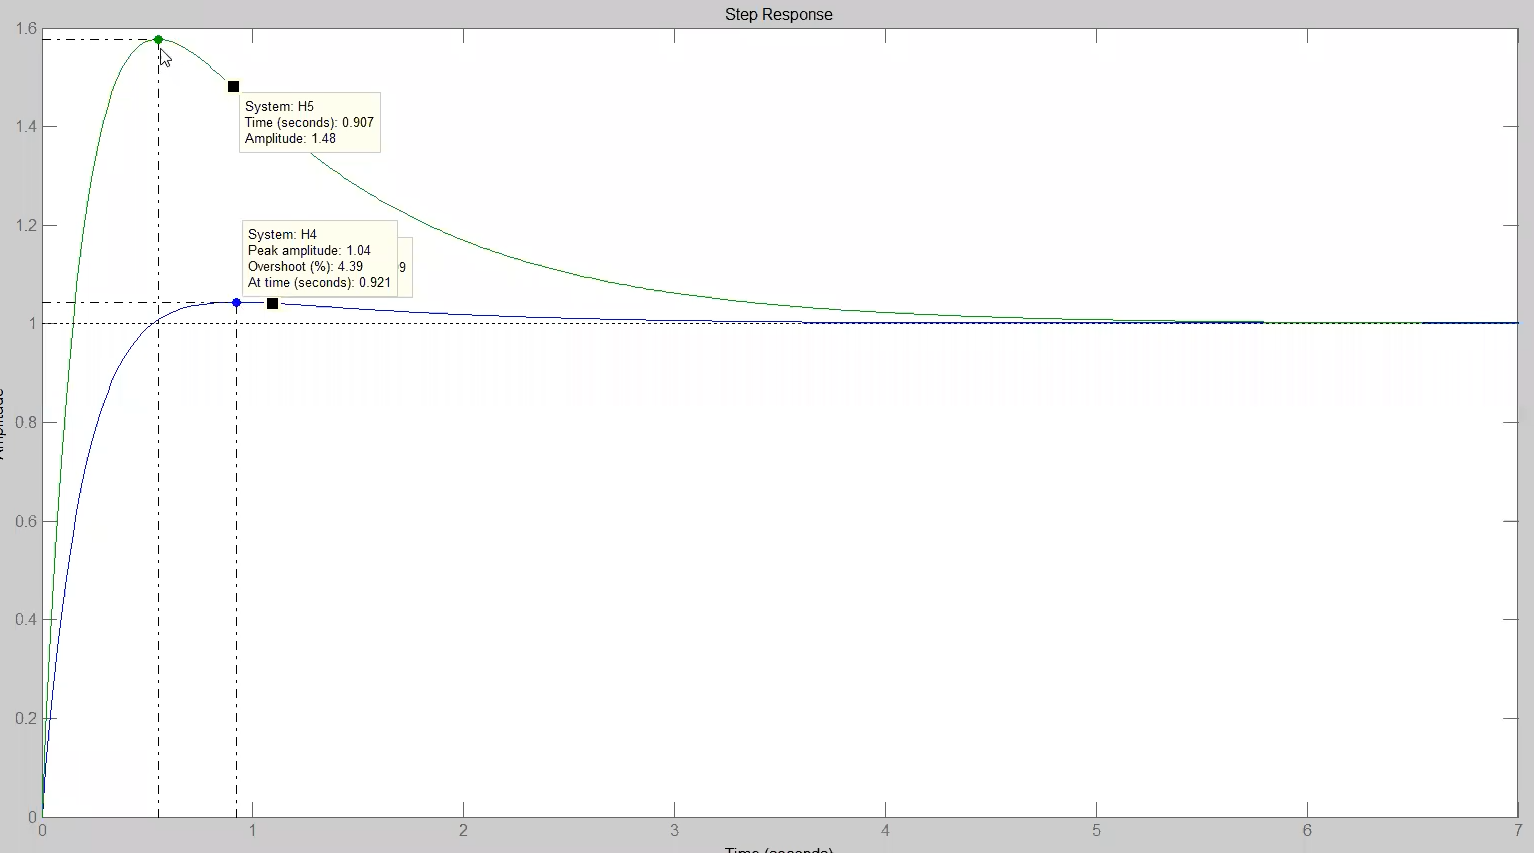 Step Response
1.6
1.4
1.2
1
0.8
0.6
0.4
0.2
0
System: H5
Time (seconds): 0.907
Amplitude: 1.48
System: H4
Peak amplitude: 1.04
Overshoot (%): 4.39
9
At time (seconds): 0.921
Amplitude
0 1 2 3 4 5 6 7
Time (seconds)